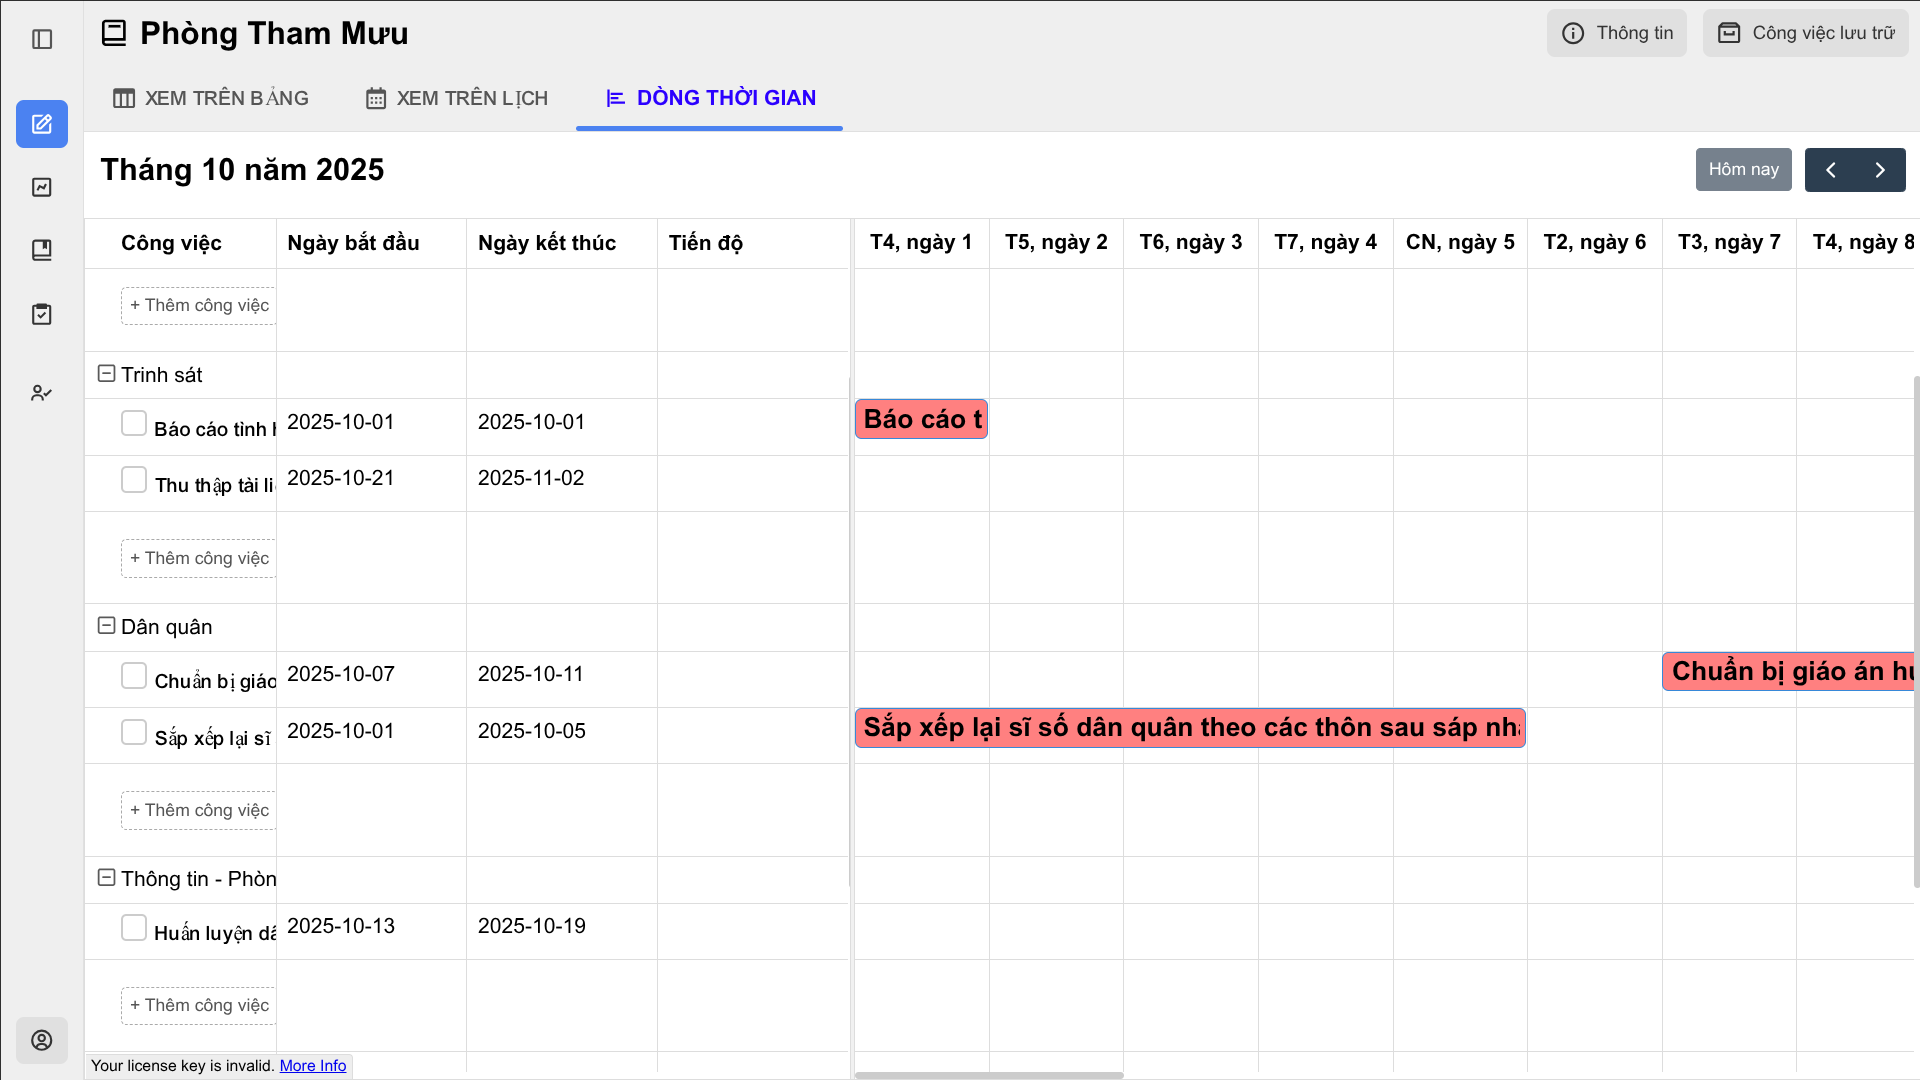 Phòng Tham Mưu
Thông tin
Công việc lưu trữ
XEM TRÊN BẢNG
XEM TRÊN LỊCH
DÒNG THỜI GIAN
Tháng 10 năm 2025
Hôm nay
Công việc
Ngày bắt đầu
Ngày kết thúc
Tiến độ
T4, ngày 1
T5, ngày 2
T6, ngày 3
T7, ngày 4
CN, ngày 5
T2, ngày 6
T3, ngày 7
T4, ngày 8
+ Thêm công việc
Trinh sát
Báo cáo tình
2025-10-01
2025-10-01
Báo cáo t
Thu thập tài li
2025-10-21
2025-11-02
+ Thêm công việc
Dân quân
Chuẩn bị giáo
2025-10-07
2025-10-11
Chuẩn bị giáo án hu
Sắp xếp lại sĩ
2025-10-01
2025-10-05
Sắp xếp lại sĩ số dân quân theo các thôn sau sáp nh
+ Thêm công việc
Thông tin - Phòn
Huấn luyện dâ
2025-10-13
2025-10-19
+ Thêm công việc
Your license key is invalid. More Info